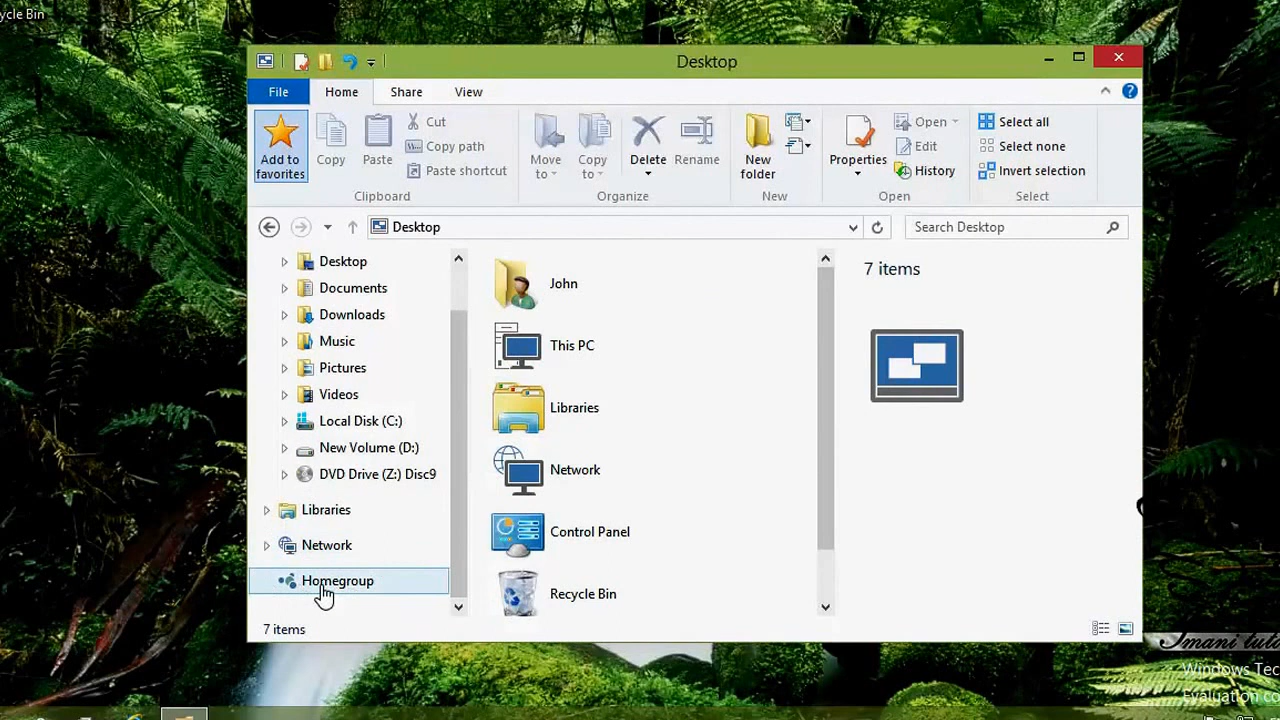 ycle Bin
Desktop
File Home Share View
Add to favorites
Copy
Paste
Cut
Copy path
Paste shortcut
Clipboard
Move to
Copy to
Delete
Rename
Organize
New folder
New
Properties
Open
Edit
History
Open
Select all
Select none
Invert selection
Select
Desktop
Search Desktop
Desktop
Documents
Downloads
Music
Pictures
Videos
Local Disk (C:)
New Volume (D:)
DVD Drive (Z:) Disc9
Libraries
Network
Homegroup
John
This PC
Libraries
Network
Control Panel
Recycle Bin
7 items
7 items
Imani tuto
Windows Tec
Evaluation co